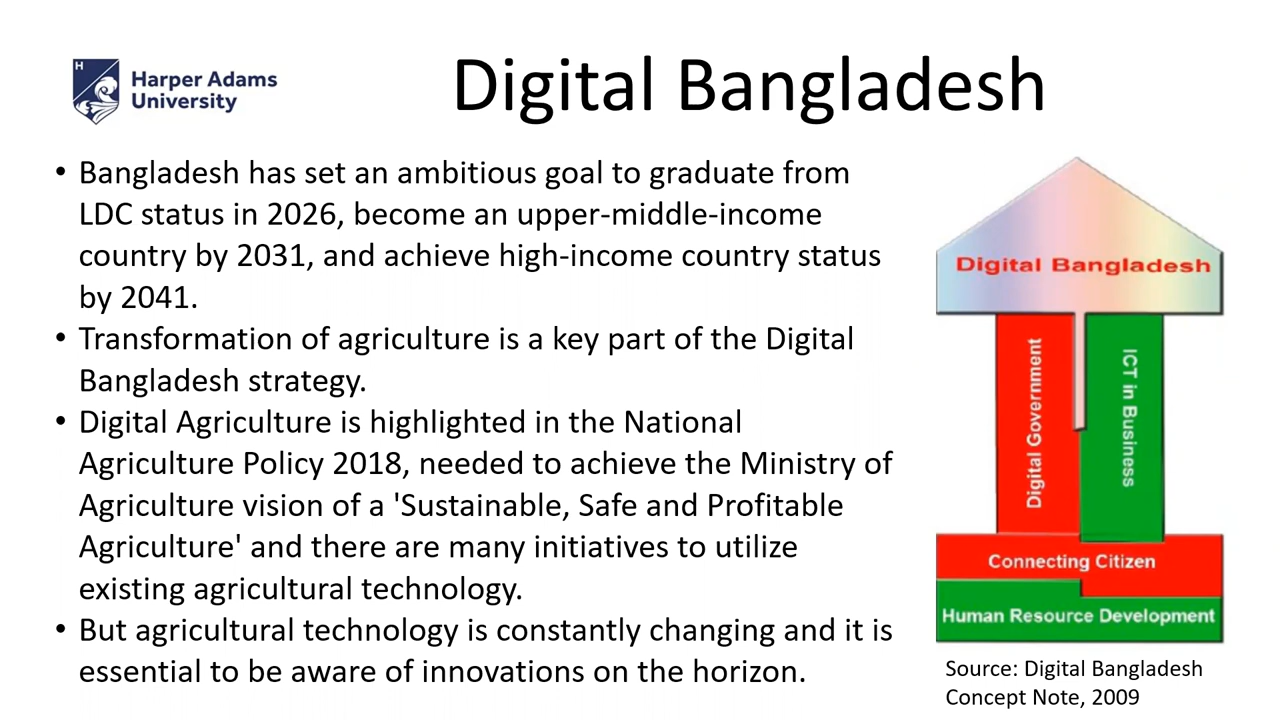 H
Harper Adams
University
Digital Bangladesh
• Bangladesh has set an ambitious goal to graduate from
LDC status in 2026, become an upper-middle-income
country by 2031, and achieve high-income country status
by 2041.
• Transformation of agriculture is a key part of the Digital
Bangladesh strategy.
• Digital Agriculture is highlighted in the National
Agriculture Policy 2018, needed to achieve the Ministry of
Agriculture vision of a 'Sustainable, Safe and Profitable
Agriculture' and there are many initiatives to utilize
existing agricultural technology.
• But agricultural technology is constantly changing and it is
essential to be aware of innovations on the horizon.
Digital Bangladesh
Digital Government
ICT in Business
Connecting Citizen
Human Resource Development
Source: Digital Bangladesh
Concept Note, 2009